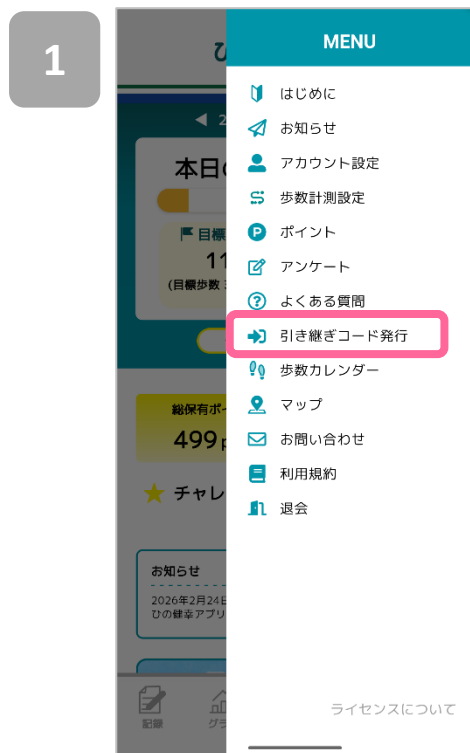 1
MENU
はじめに
お知らせ
アカウント設定
歩数計測設定
ポイント
アンケート
よくある質問
引き継ぎコード発行
歩数カレンダー
マップ
お問い合わせ
利用規約
退会
ライセンスについて
ひ
◀ 2
本日の
目標
11
(目標歩数
総保有ポ
499
チャレ
お知らせ
2026年2月24日
ひの健幸アプリ
記録
グラ